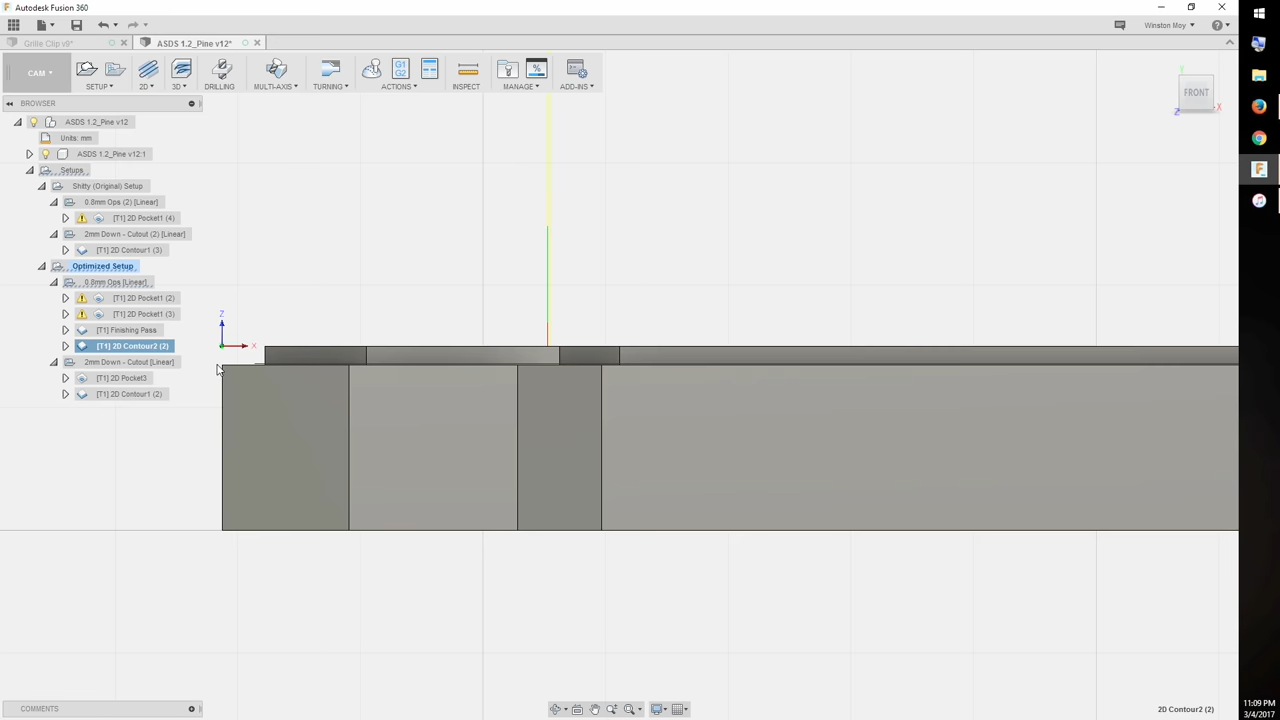 Autodesk Fusion 360
Winston Moy
Grille Clip v9*
ASDS 1.2_Pine v12*
CAM
G1
G2
SETUP
2D
3D
DRILLING
MULTI-AXIS
TURNING
ACTIONS
INSPECT
MANAGE
ADD-INS
BROWSER
FRONT
X
Y
Z
ASDS 1.2_Pine v12
Units: mm
ASDS 1.2_Pine v12:1
Setups
Shitty (Original) Setup
0.8mm Ops (2) [Linear]
[T1] 2D Pocket1 (4)
2mm Down - Cutout (2) [Linear]
[T1] 2D Contour1 (3)
Optimized Setup
0.8mm Ops [Linear]
[T1] 2D Pocket1 (2)
[T1] 2D Pocket1 (3)
[T1] Finishing Pass
[T1] 2D Contour2 (2)
2mm Down - Cutout [Linear]
[T1] 2D Pocket3
[T1] 2D Contour1 (2)
Z
X
COMMENTS
2D Contour2 (2)
11:09 PM
3/4/2017